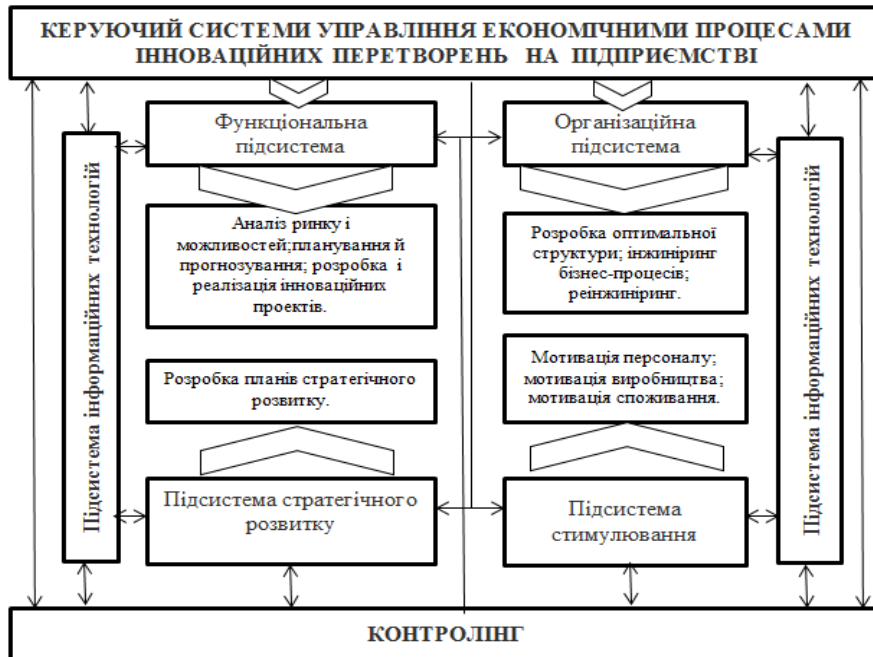 КЕРУЮЧИЙ СИСТЕМИ УПРАВЛІННЯ ЕКОНОМІЧНИМИ ПРОЦЕСАМИ
ІННОВАЦІЙНИХ ПЕРЕТВОРЕНЬ НА ПІДПРИЄМСТВІ
Функціональна
підсистема
Організаційна
підсистема
Підсистема інформаційних технологій
Аналіз ринку і
можливостей;планування й
прогнозування; розробка і
реалізація інноваційних
проектів.
Розробка оптимальної
структури; інжиніринг
бізнес-процесів;
реінжиніринг.
Підсистема інформаційних технологій
Розробка планів стратегічного
розвитку.
Мотивація персоналу;
мотивація виробництва;
мотивація споживання.
Підсистема стратегічного
розвитку
Підсистема
стимулювання
КОНТРОЛІНГ